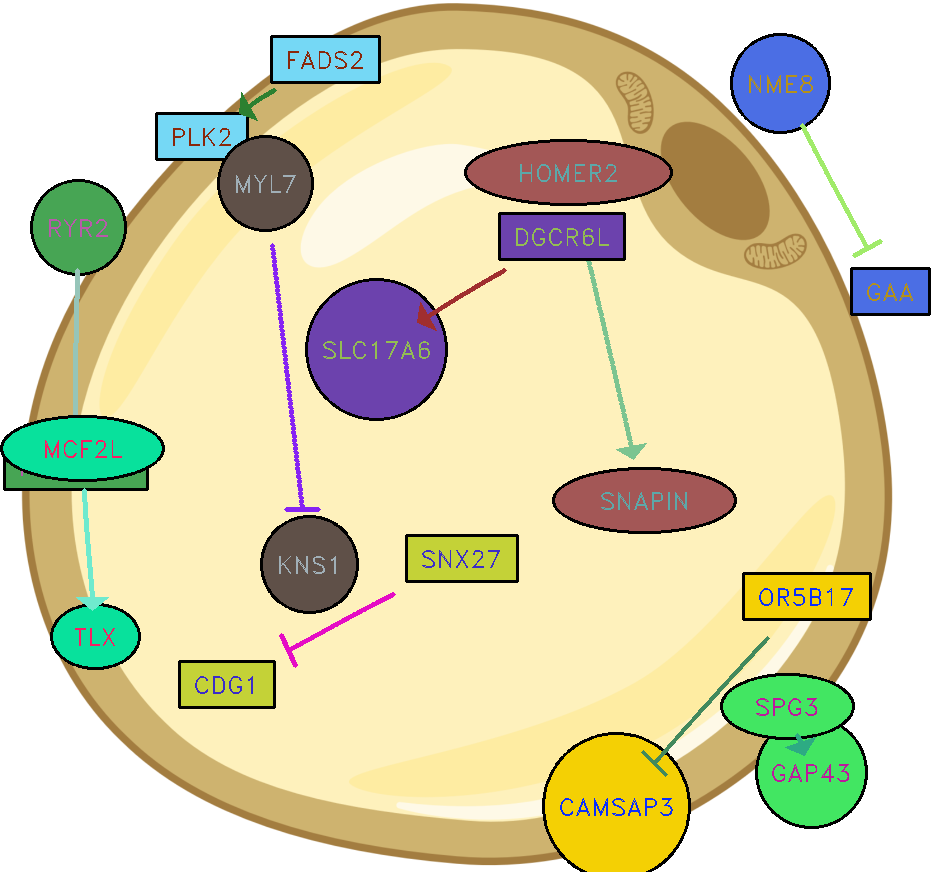 FADS2
NME8
PLK2
MYL7
HOMER2
RYR2
DGCR6L
GAA
SLC17A6
MCF2L
SNAPIN
SNX27
KNS1
OR5B17
TLX
CDG1
SPG3
GAP43
CAMSAP3